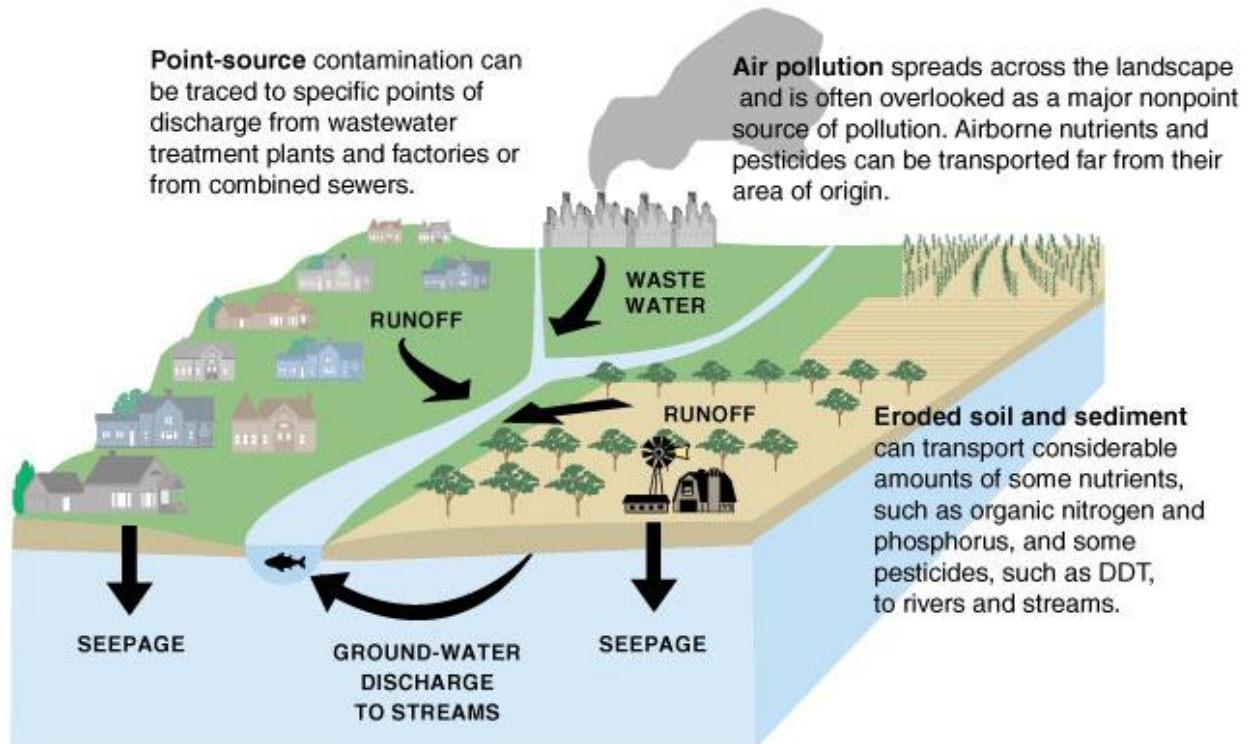 Point-source contamination can
be traced to specific points of
discharge from wastewater
treatment plants and factories or
from combined sewers.
Air pollution spreads across the landscape
and is often overlooked as a major nonpoint
source of pollution. Airborne nutrients and
pesticides can be transported far from their
area of origin.
WASTE
WATER
RUNOFF
RUNOFF
Eroded soil and sediment
can transport considerable
amounts of some nutrients,
such as organic nitrogen and
phosphorus, and some
pesticides, such as DDT,
to rivers and streams.
SEEPAGE
GROUND-WATER
DISCHARGE
TO STREAMS
SEEPAGE